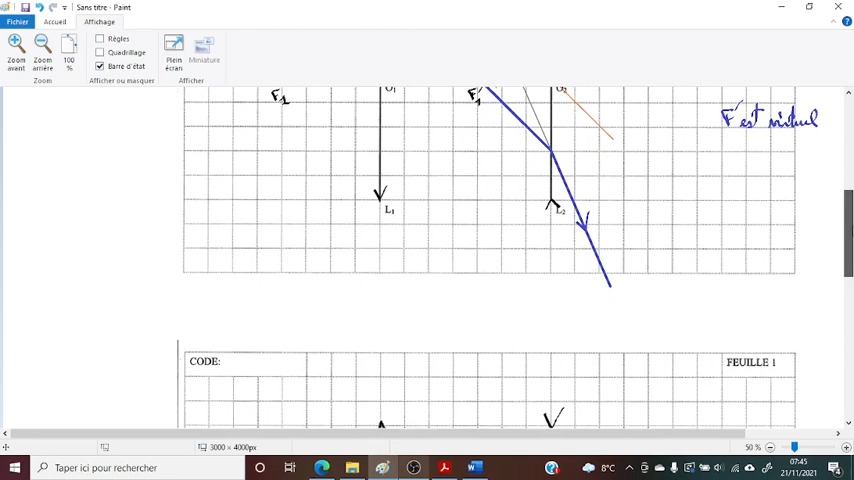 Sans titre - Paint
Fichier Accueil Affichage
Zoom avant
Zoom arrière
100 %
Règles
Quadrillage
Barre d'état
Plein écran
Miniature
Zoom
Afficher ou masquer
Afficher
F1
O1
F'1
O2
F' est virtuel
L1
L2
CODE:
FEUILLE 1
3000 × 4000px
50 %
Taper ici pour rechercher
8°C
07:45
21/11/2021
4